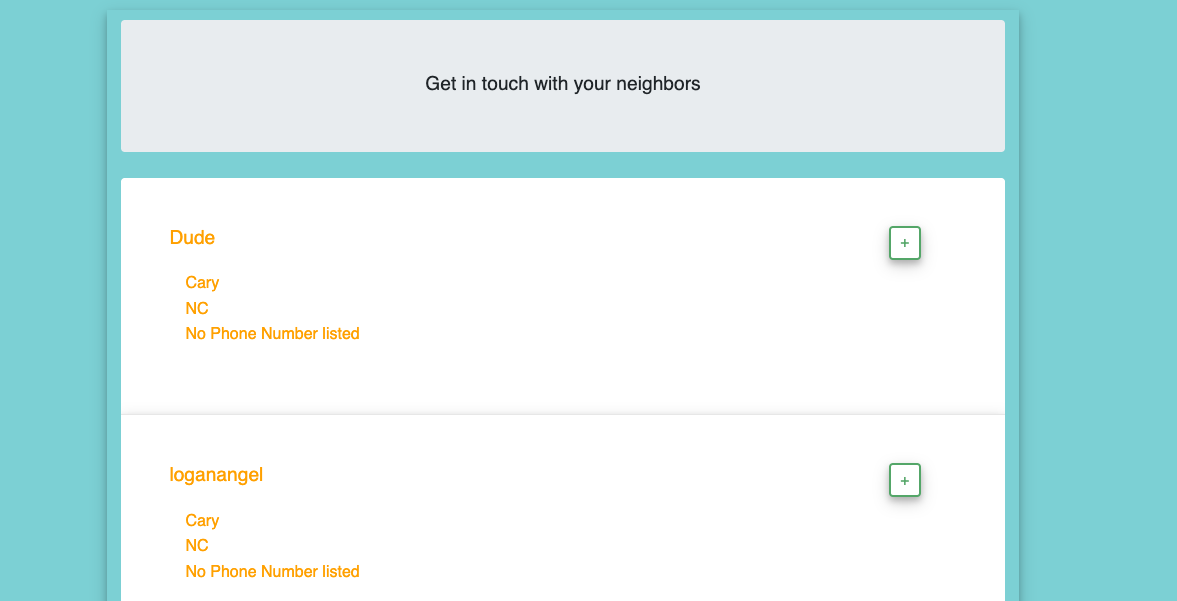 Get in touch with your neighbors
Dude
+
Cary
NC
No Phone Number listed
loganangel
+
Cary
NC
No Phone Number listed